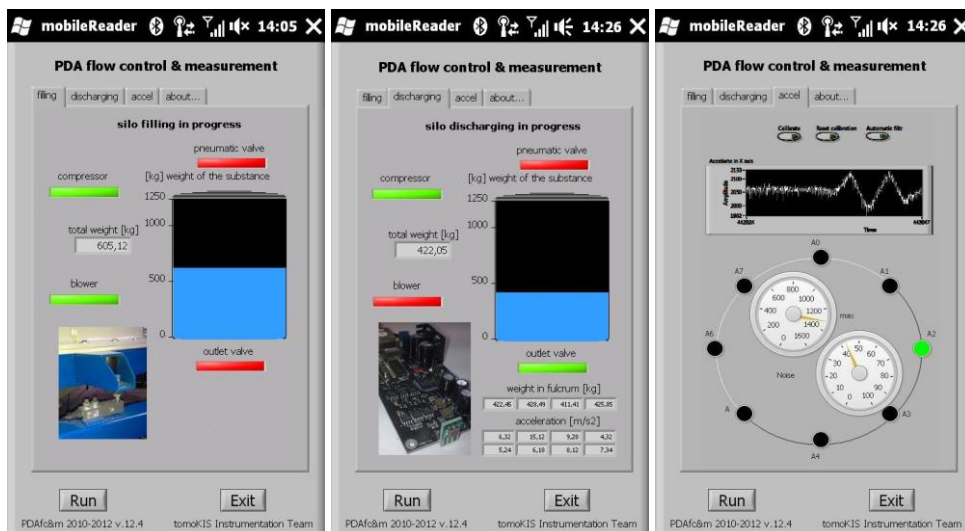 mobileReader 14:05
PDA flow control & measurement
filling discharging accel about...
silo filling in progress
pneumatic valve
compressor
[kg] weight of the substance
1250
1000
total weight [kg]
605,12
500
blower
0
outlet valve
Run Exit
PDAfc&m 2010-2012 v.12.4 tomoKIS Instrumentation Team
mobileReader 14:26
PDA flow control & measurement
filling discharging accel about...
silo discharging in progress
pneumatic valve
compressor
[kg] weight of the substance
1250
1000
total weight [kg]
422,05
500
blower
0
outlet valve
weight in fulcrum [kg]
422,45 428,49 411,41 425,85
acceleration [m/s2]
6,32 15,12 9,28 4,32
5,24 6,18 8,12 7,34
Run Exit
PDAfc&m 2010-2012 v.12.4 tomoKIS Instrumentation Team
mobileReader 14:26
PDA flow control & measurement
filling discharging accel about...
Calibrate Reset calibration Automatic filtr
Amplitude
2100
2050
2000
Time
A0
A7 A1
800
600 1000
400 1200
200 1400
0 1600
max
A6 A2
40 50
30 60
20 70
10 80
0 100 90
Noise
A A3
A4
Run Exit
PDAfc&m 2010-2012 v.12.4 tomoKIS Instrumentation Team